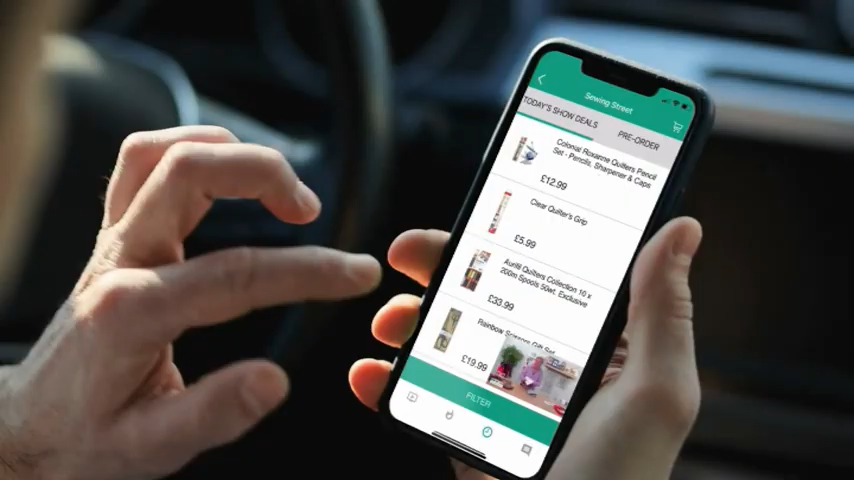 Sewing Street
TODAY'S SHOW DEALS
PRE-ORDER
Colonial Roxanne Quilters Pencil
Set - Pencils, Sharpener & Caps
£12.99
Clear Quilter's Grip
£5.99
Aurifil Quilters Collection 10 x
200m Spools 50wt. Exclusive
£33.99
Rainbow Scissors Gift Set
£19.99
FILTER